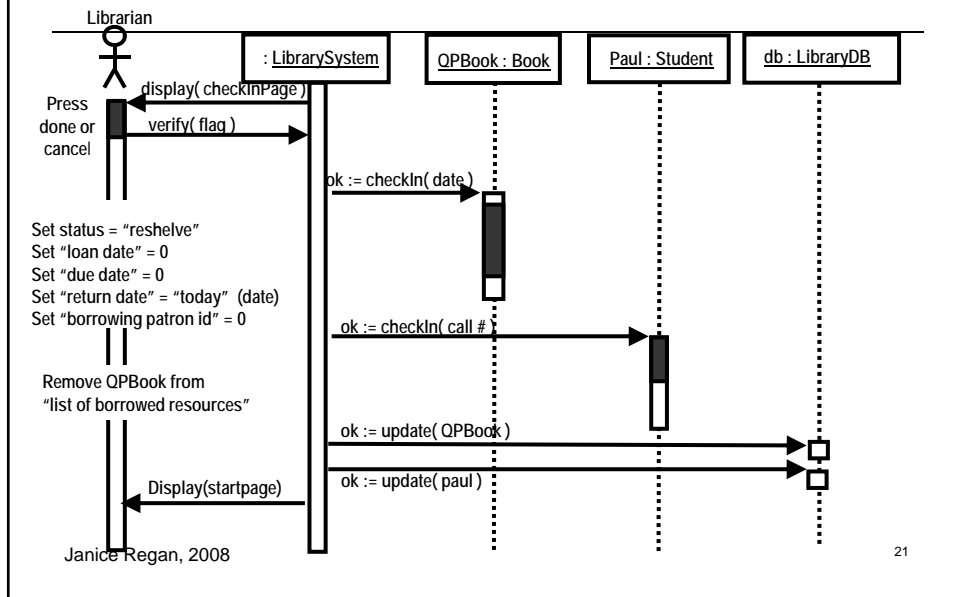 Librarian
: LibrarySystem
QPBook : Book
Paul : Student
db : LibraryDB
display( checkInPage )
Press
done or
cancel
verify( flag )
ok := checkIn( date )
Set status = “reshelve”
Set “loan date” = 0
Set “due date” = 0
Set “return date” = “today” (date)
Set “borrowing patron id” = 0
ok := checkIn( call # )
Remove QPBook from
“list of borrowed resources”
ok := update( QPBook )
ok := update( paul )
Display(startpage)
Janice Regan, 2008
21